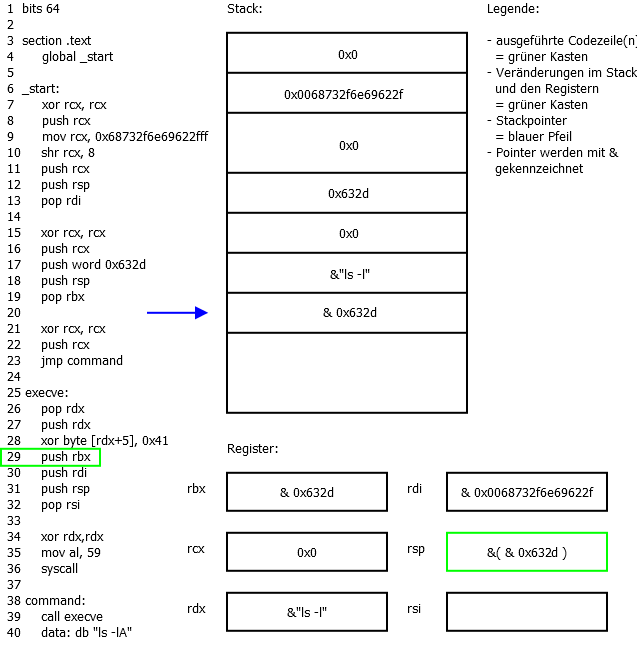 1 bits 64
2
3 section .text
4 global _start
5
6 _start:
7 xor rcx, rcx
8 push rcx
9 mov rcx, 0x68732f6e69622fff
10 shr rcx, 8
11 push rcx
12 push rsp
13 pop rdi
14
15 xor rcx, rcx
16 push rcx
17 push word 0x632d
18 push rsp
19 pop rbx
20
21 xor rcx, rcx
22 push rcx
23 jmp command
24
25 execve:
26 pop rdx
27 push rdx
28 xor byte [rdx+5], 0x41
29 push rbx
30 push rdi
31 push rsp
32 pop rsi
33
34 xor rdx,rdx
35 mov al, 59
36 syscall
37
38 command:
39 call execve
40 data: db "ls -lA"
Stack:
0x0
0x0068732f6e69622f
0x0
0x632d
0x0
&"ls -l"
& 0x632d
Legende:
- ausgeführte Codezeile(n)
= grüner Kasten
- Veränderungen im Stack
und den Registern
= grüner Kasten
- Stackpointer
= blauer Pfeil
- Pointer werden mit &
gekennzeichnet
Register:
rbx & 0x632d rdi & 0x0068732f6e69622f
rcx 0x0 rsp &( & 0x632d )
rdx &"ls -l" rsi